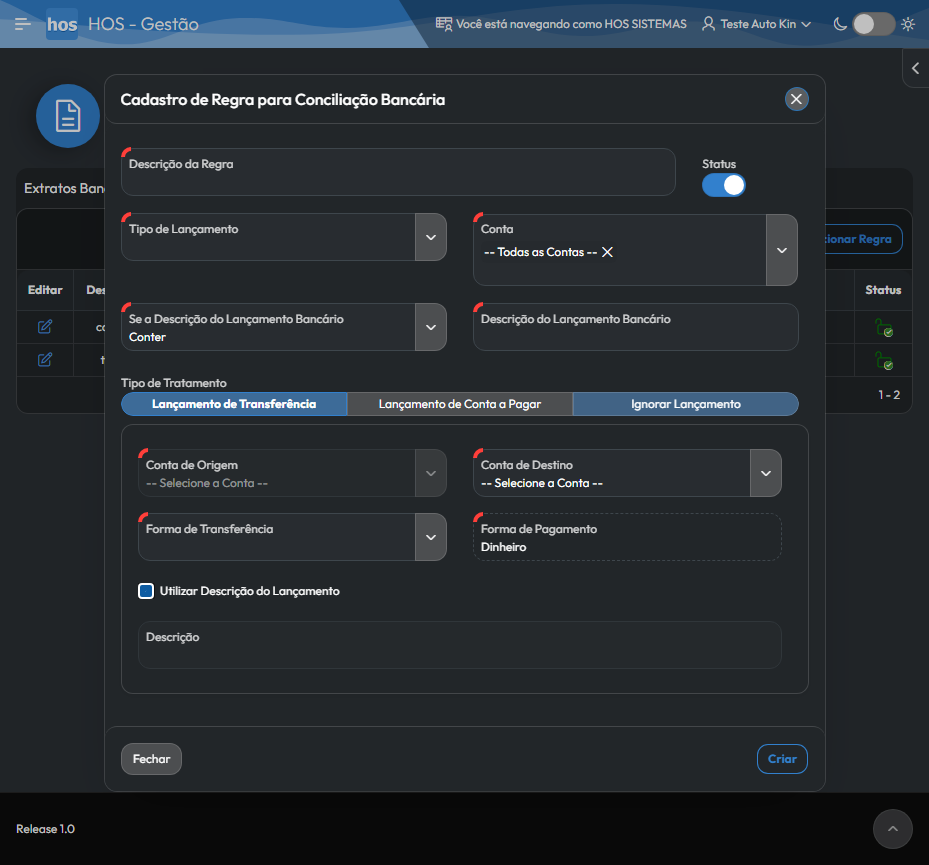 hos HOS - Gestão
Você está navegando como HOS SISTEMAS
Teste Auto Kin
Cadastro de Regra para Conciliação Bancária
Descrição da Regra
Status
Extratos Ban
Tipo de Lançamento
Conta
-- Todas as Contas --
ionar Regra
Editar
Des
Status
Se a Descrição do Lançamento Bancário
Conter
Descrição do Lançamento Bancário
co
t
Tipo de Tratamento
1 - 2
Lançamento de Transferência
Lançamento de Conta a Pagar
Ignorar Lançamento
Conta de Origem
-- Selecione a Conta --
Conta de Destino
-- Selecione a Conta --
Forma de Transferência
Forma de Pagamento
Dinheiro
Utilizar Descrição do Lançamento
Descrição
Fechar
Criar
Release 1.0